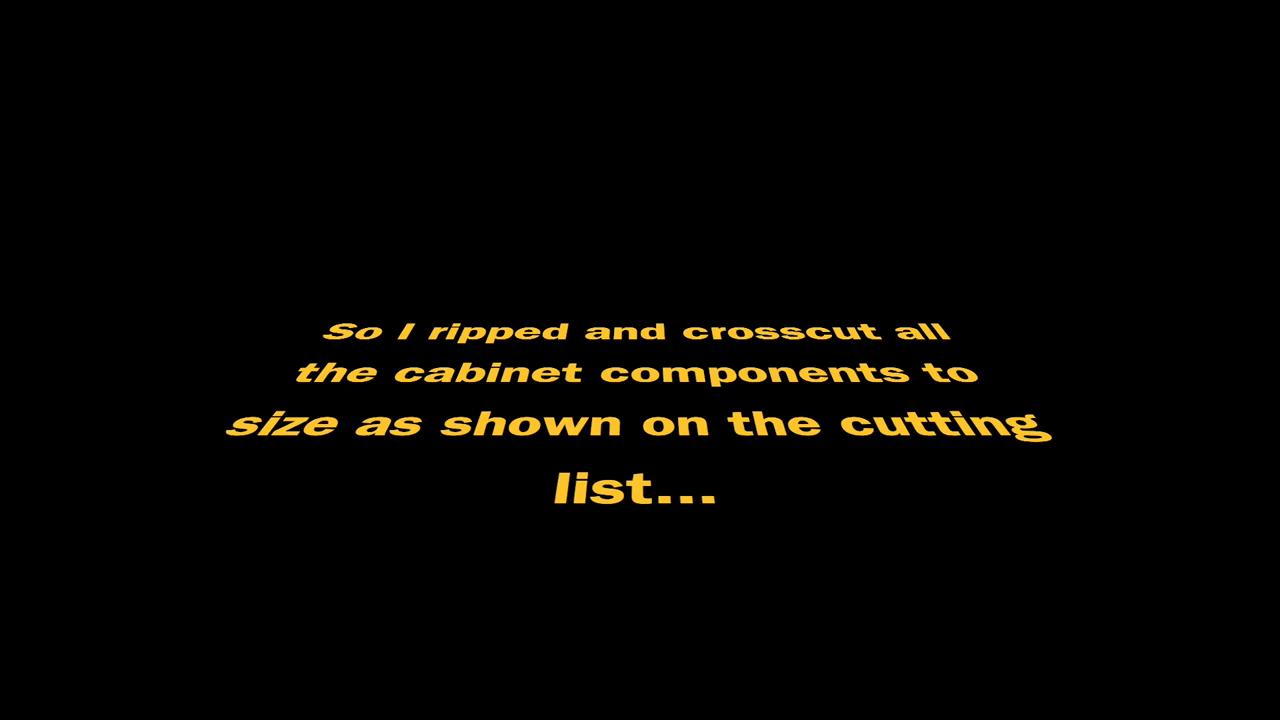 So I ripped and crosscut all
the cabinet components to
size as shown on the cutting
list...